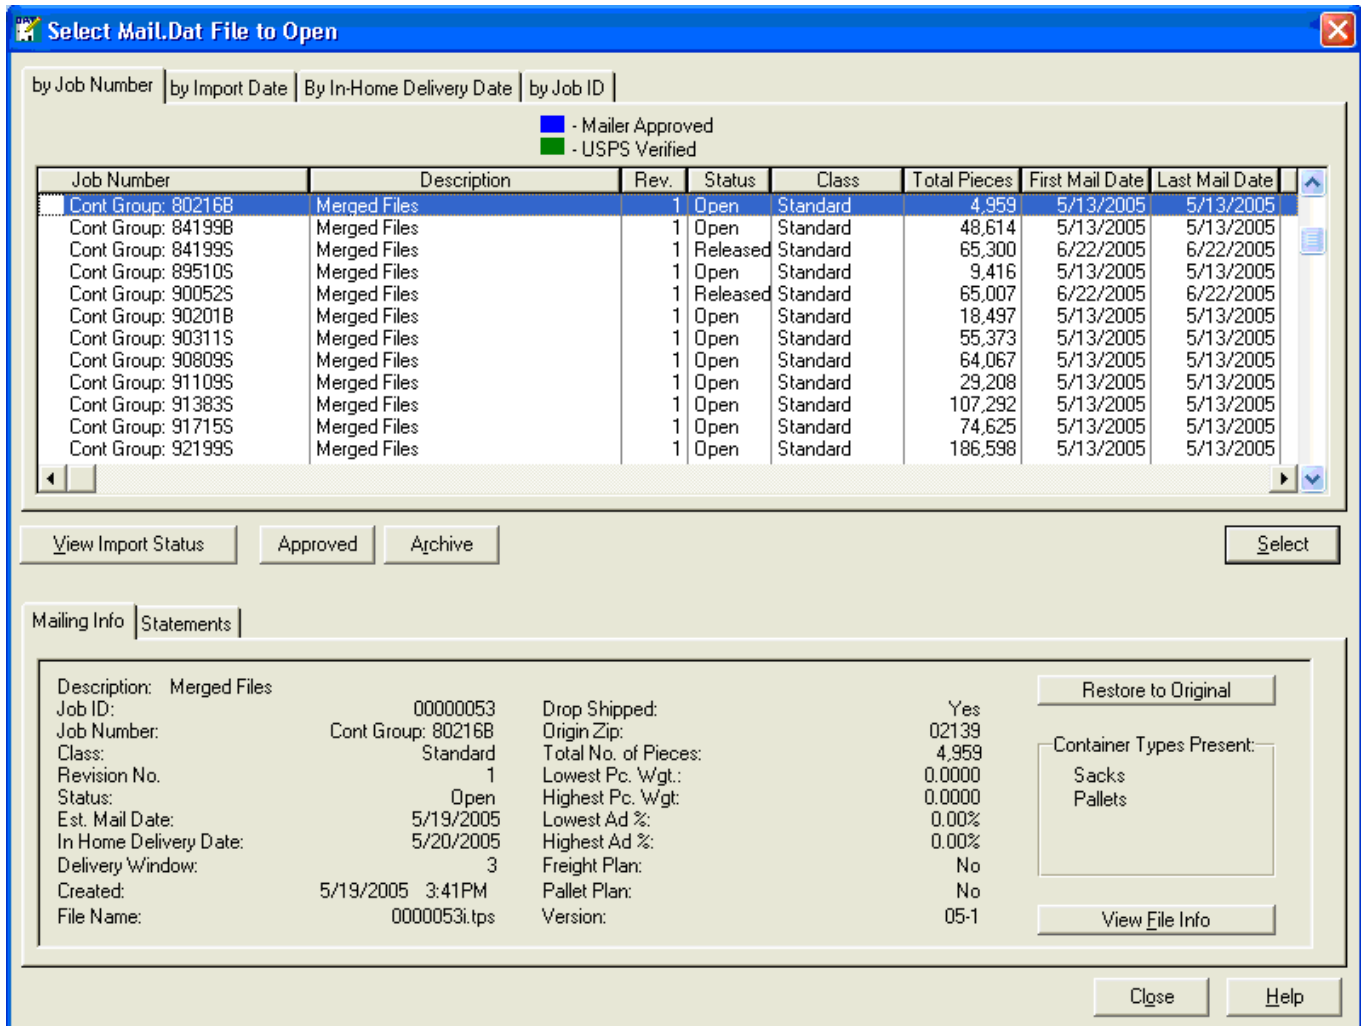 Select Mail.Dat File to Open
by Job Number by Import Date By In-Home Delivery Date by Job ID
- Mailer Approved
- USPS Verified
Job Number Description Rev. Status Class Total Pieces First Mail Date Last Mail Date
Cont Group: 80216B Merged Files 1 Open Standard 4,959 5/13/2005 5/13/2005
Cont Group: 84199B Merged Files 1 Open Standard 48,614 5/13/2005 5/13/2005
Cont Group: 84199S Merged Files 1 Released Standard 65,300 6/22/2005 6/22/2005
Cont Group: 89510S Merged Files 1 Open Standard 9,416 5/13/2005 5/13/2005
Cont Group: 90052S Merged Files 1 Released Standard 65,007 6/22/2005 6/22/2005
Cont Group: 90201B Merged Files 1 Open Standard 18,497 5/13/2005 5/13/2005
Cont Group: 90311S Merged Files 1 Open Standard 55,373 5/13/2005 5/13/2005
Cont Group: 90809S Merged Files 1 Open Standard 64,067 5/13/2005 5/13/2005
Cont Group: 91109S Merged Files 1 Open Standard 29,208 5/13/2005 5/13/2005
Cont Group: 91383S Merged Files 1 Open Standard 107,292 5/13/2005 5/13/2005
Cont Group: 91715S Merged Files 1 Open Standard 74,625 5/13/2005 5/13/2005
Cont Group: 92199S Merged Files 1 Open Standard 186,598 5/13/2005 5/13/2005
View Import Status Approved Archive Select
Mailing Info Statements
Description: Merged Files Restore to Original
Job ID: 00000053 Drop Shipped: Yes
Job Number: Cont Group: 80216B Origin Zip: 02139
Class: Standard Total No. of Pieces: 4,959 Container Types Present:
Revision No. 1 Lowest Pc. Wgt.: 0.0000 Sacks
Status: Open Highest Pc. Wgt: 0.0000 Pallets
Est. Mail Date: 5/19/2005 Lowest Ad %: 0.00%
In Home Delivery Date: 5/20/2005 Highest Ad %: 0.00%
Delivery Window: 3 Freight Plan: No
Created: 5/19/2005 3:41PM Pallet Plan: No
File Name: 0000053i.tps Version: 05-1 View File Info
Close Help